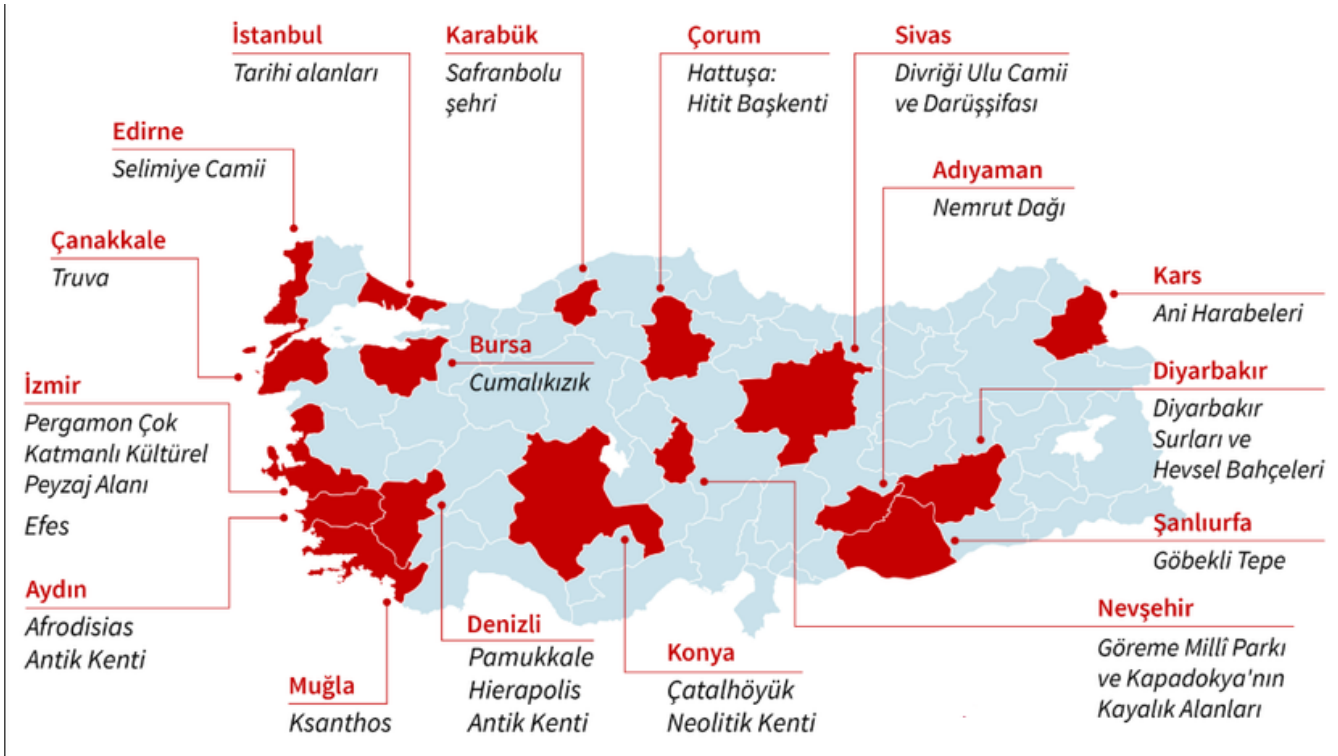 İstanbul
Tarihi alanları
Karabük
Safranbolu
şehri
Çorum
Hattuşa:
Hitit Başkenti
Sivas
Divriği Ulu Camii
ve Darüşşifası
Edirne
Selimiye Camii
Adıyaman
Nemrut Dağı
Çanakkale
Truva
Kars
Ani Harabeleri
Bursa
Cumalıkızık
İzmir
Pergamon Çok
Katmanlı Kültürel
Peyzaj Alanı
Efes
Diyarbakır
Diyarbakır
Surları ve
Hevsel Bahçeleri
Şanlıurfa
Göbekli Tepe
Aydın
Afrodisias
Antik Kenti
Muğla
Ksanthos
Denizli
Pamukkale
Hierapolis
Antik Kenti
Konya
Çatalhöyük
Neolitik Kenti
Nevşehir
Göreme Millî Parkı
ve Kapadokya'nın
Kayalık Alanları